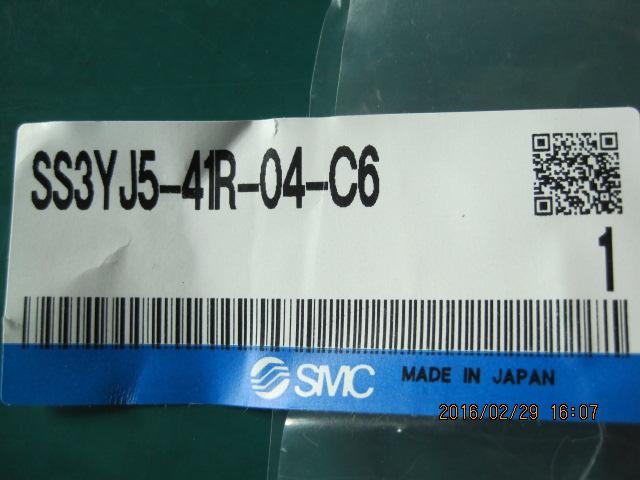 SS3YJ5-41R-04-C6
1
SMC MADE IN JAPAN
2016/02/29 16:07